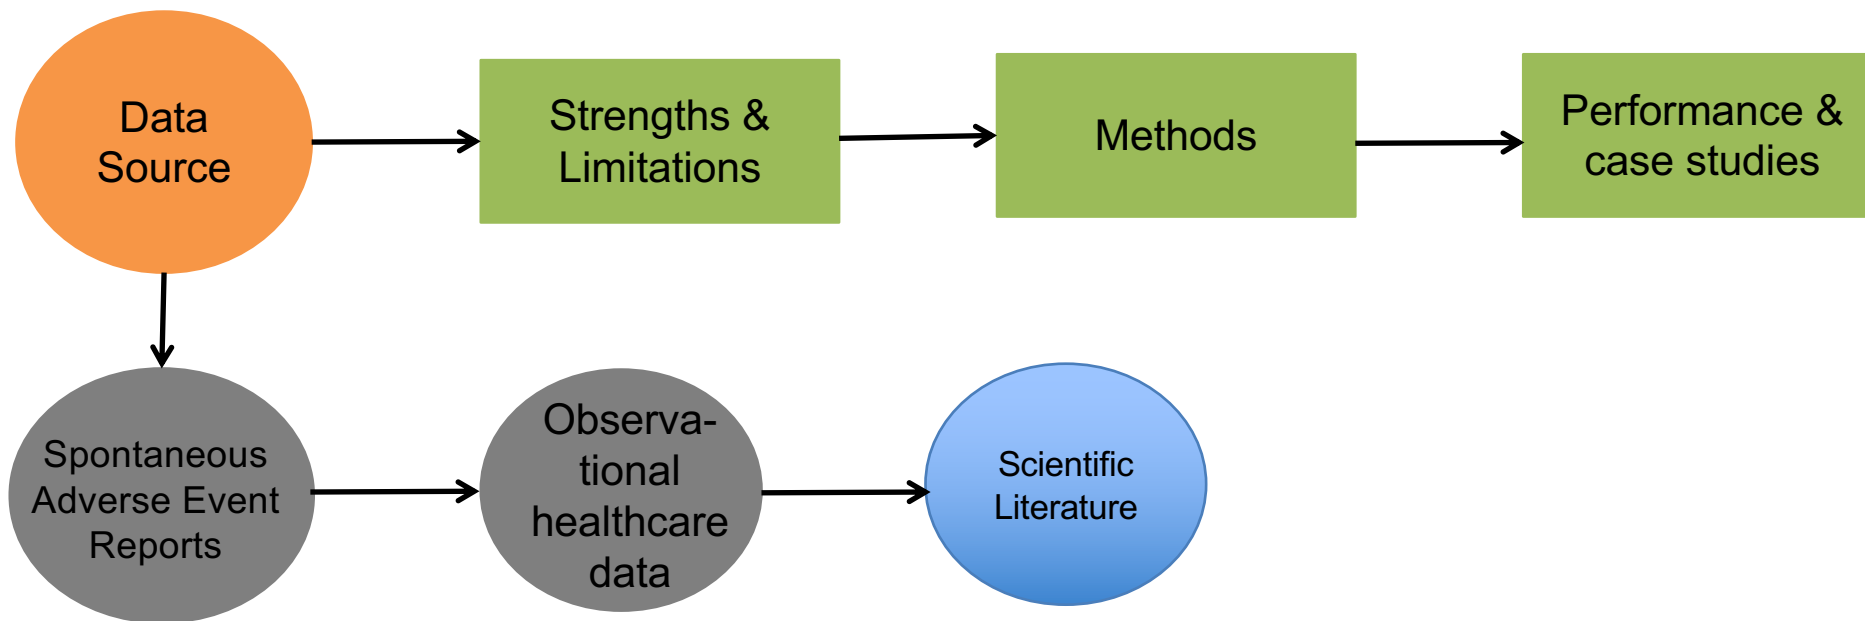 Data
Source
Strengths &
Limitations
Methods
Performance &
case studies
Spontaneous
Adverse Event
Reports
Observa-
tional
healthcare
data
Scientific
Literature